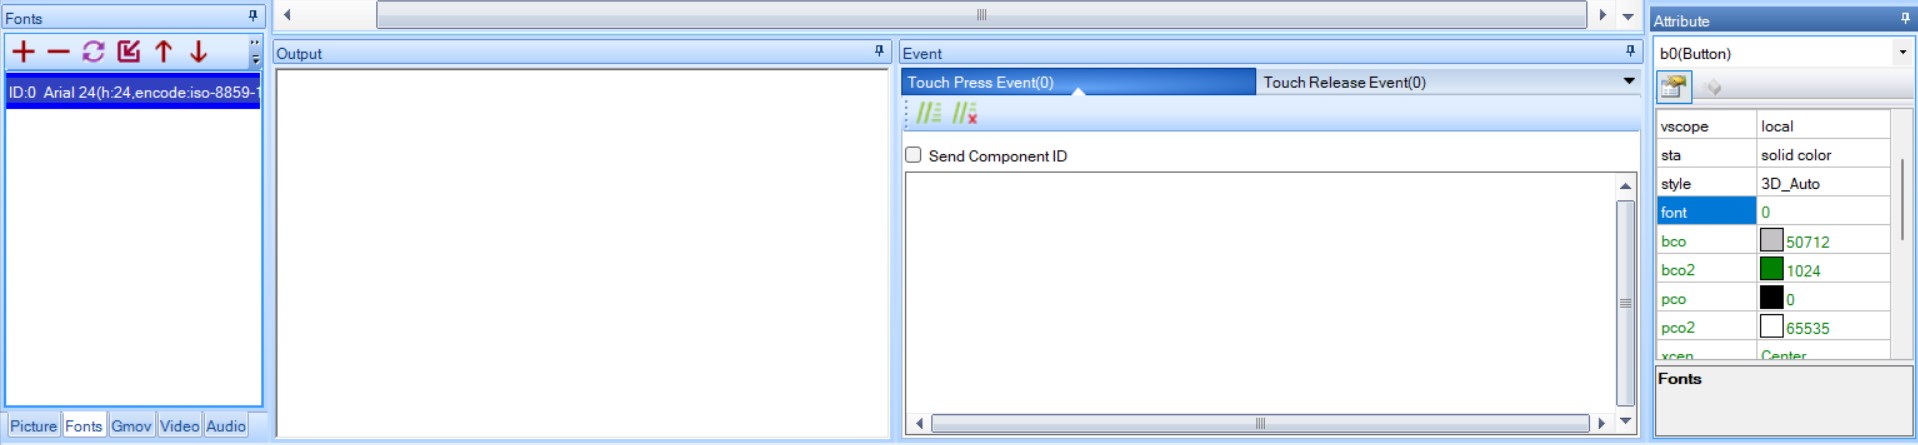 Fonts
ID:0 Arial 24(h:24,encode:iso-8859-1
Picture Fonts Gmov Video Audio
Output
Event
Touch Press Event(0) Touch Release Event(0)
Send Component ID
Attribute
b0(Button)
vscope local
sta solid color
style 3D_Auto
font 0
bco 50712
bco2 1024
pco 0
pco2 65535
xcen Center
Fonts